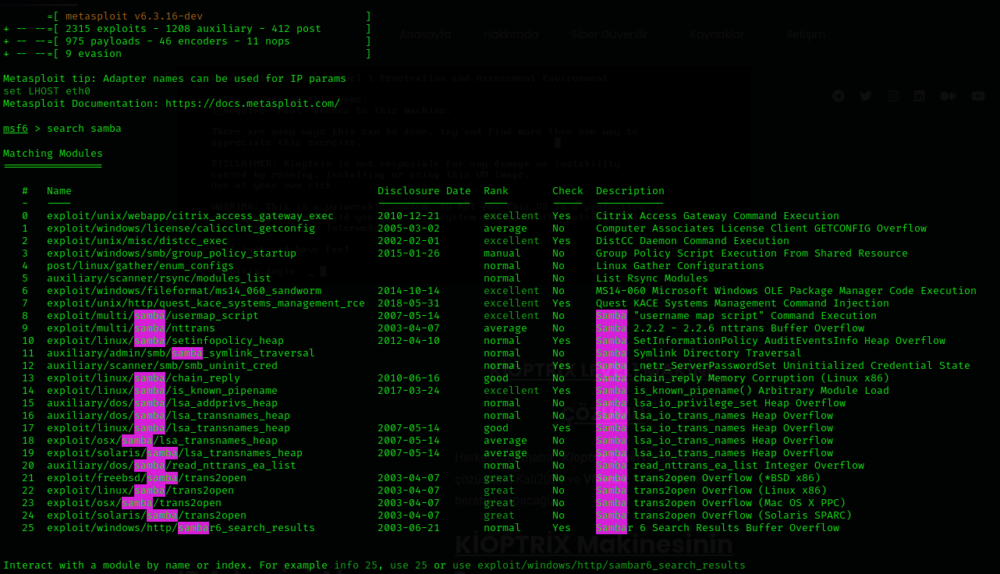 =[ metasploit v6.3.16-dev ]
+ -- --=[ 2315 exploits - 1208 auxiliary - 412 post ]
+ -- --=[ 975 payloads - 46 encoders - 11 nops ]
+ -- --=[ 9 evasion ]
Anasayfa Hakkımda Siber Güvenlik Kaynaklar İletişim
Metasploit tip: Adapter names can be used for IP params
set LHOST eth0
Metasploit Documentation: https://docs.metasploit.com/
msf6 > search samba
Matching Modules
================
# Name Disclosure Date Rank Check Description
- ---- --------------- ---- ----- -----------
0 exploit/unix/webapp/citrix_access_gateway_exec 2010-12-21 excellent Yes Citrix Access Gateway Command Execution
1 exploit/windows/license/calicclnt_getconfig 2005-03-02 average No Computer Associates License Client GETCONFIG Overflow
2 exploit/unix/misc/distcc_exec 2002-02-01 excellent Yes DistCC Daemon Command Execution
3 exploit/windows/smb/group_policy_startup 2015-01-26 manual No Group Policy Script Execution From Shared Resource
4 post/linux/gather/enum_configs normal No Linux Gather Configurations
5 auxiliary/scanner/rsync/modules_list normal No List Rsync Modules
6 exploit/windows/fileformat/ms14_060_sandworm 2014-10-14 excellent No MS14-060 Microsoft Windows OLE Package Manager Code Execution
7 exploit/unix/http/quest_kace_systems_management_rce 2018-05-31 excellent Yes Quest KACE Systems Management Command Injection
8 exploit/multi/samba/usermap_script 2007-05-14 excellent No Samba "username map script" Command Execution
9 exploit/multi/samba/nttrans 2003-04-07 average No Samba 2.2.2 - 2.2.6 nttrans Buffer Overflow
10 exploit/linux/samba/setinfopolicy_heap 2012-04-10 normal Yes Samba SetInformationPolicy AuditEventsInfo Heap Overflow
11 auxiliary/admin/smb/samba_symlink_traversal normal No Samba Symlink Directory Traversal
12 auxiliary/scanner/smb/smb_uninit_cred normal Yes Samba _netr_ServerPasswordSet Uninitialized Credential State
13 exploit/linux/samba/chain_reply 2010-06-16 good No Samba chain_reply Memory Corruption (Linux x86)
14 exploit/linux/samba/is_known_pipename 2017-03-24 excellent Yes Samba is_known_pipename() Arbitrary Module Load
15 auxiliary/dos/samba/lsa_addprivs_heap normal No Samba lsa_io_privilege_set Heap Overflow
16 auxiliary/dos/samba/lsa_transnames_heap normal No Samba lsa_io_trans_names Heap Overflow
17 exploit/linux/samba/lsa_transnames_heap 2007-05-14 good Yes Samba lsa_io_trans_names Heap Overflow
18 exploit/osx/samba/lsa_transnames_heap 2007-05-14 average No Samba lsa_io_trans_names Heap Overflow
19 exploit/solaris/samba/lsa_transnames_heap 2007-05-14 average No Samba lsa_io_trans_names Heap Overflow
20 auxiliary/dos/samba/read_nttrans_ea_list normal No Samba read_nttrans_ea_list Integer Overflow
21 exploit/freebsd/samba/trans2open 2003-04-07 great No Samba trans2open Overflow (*BSD x86)
22 exploit/linux/samba/trans2open 2003-04-07 great No Samba trans2open Overflow (Linux x86)
23 exploit/osx/samba/trans2open 2003-04-07 great No Samba trans2open Overflow (Mac OS X PPC)
24 exploit/solaris/samba/trans2open 2003-04-07 great No Samba trans2open Overflow (Solaris SPARC)
25 exploit/windows/http/sambar6_search_results 2003-06-21 normal Yes Sambar 6 Search Results Buffer Overflow
KİOPTRİX Makinesinin
Interact with a module by name or index. For example info 25, use 25 or use exploit/windows/http/sambar6_search_results